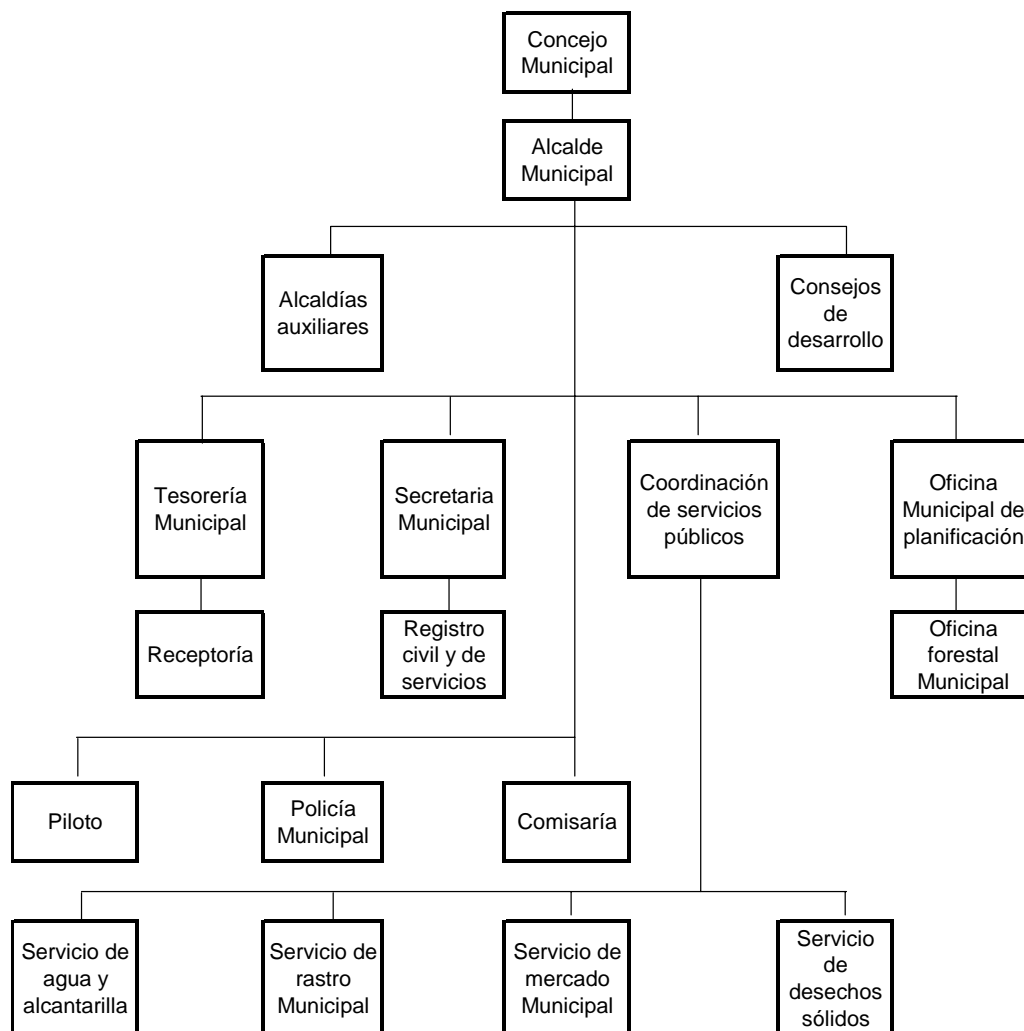 Concejo
Municipal
Alcalde
Municipal
Alcaldías
auxiliares
Consejos
de
desarrollo
Tesorería
Municipal
Secretaria
Municipal
Coordinación
de servicios
públicos
Oficina
Municipal de
planificación
Receptoría
Registro
civil y de
servicios
Oficina
forestal
Municipal
Piloto
Policía
Municipal
Comisaría
Servicio de
agua y
alcantarilla
Servicio de
rastro
Municipal
Servicio de
mercado
Municipal
Servicio
de
desechos
sólidos